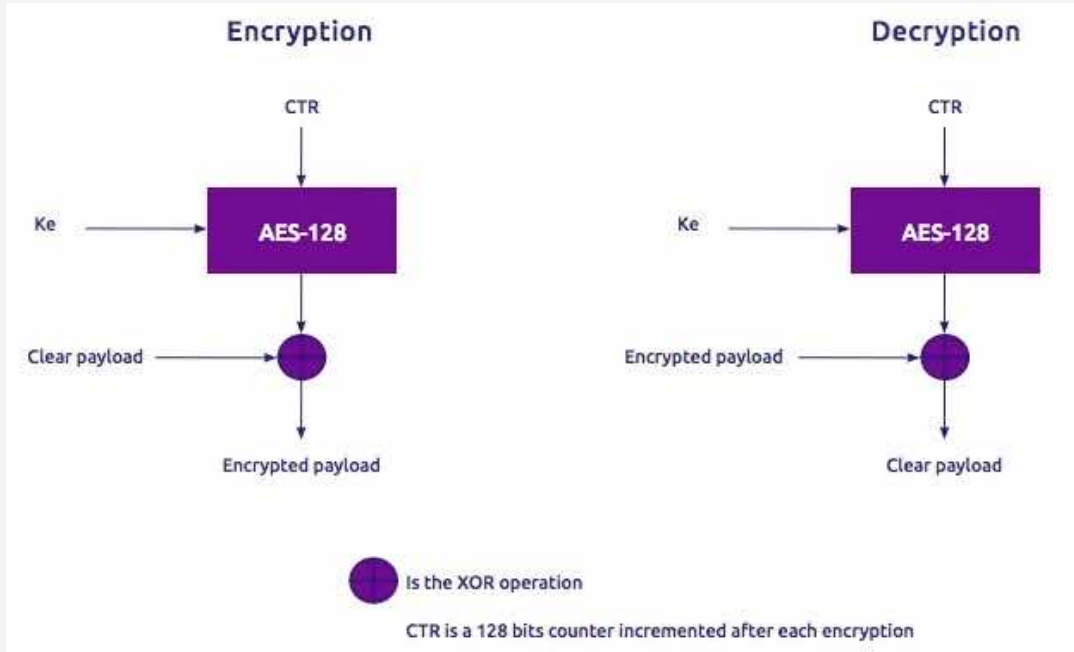 Encryption
Decryption
CTR
CTR
Ke
AES-128
Ke
AES-128
Clear payload
Encrypted payload
Encrypted payload
Clear payload
Is the XOR operation
CTR is a 128 bits counter incremented after each encryption